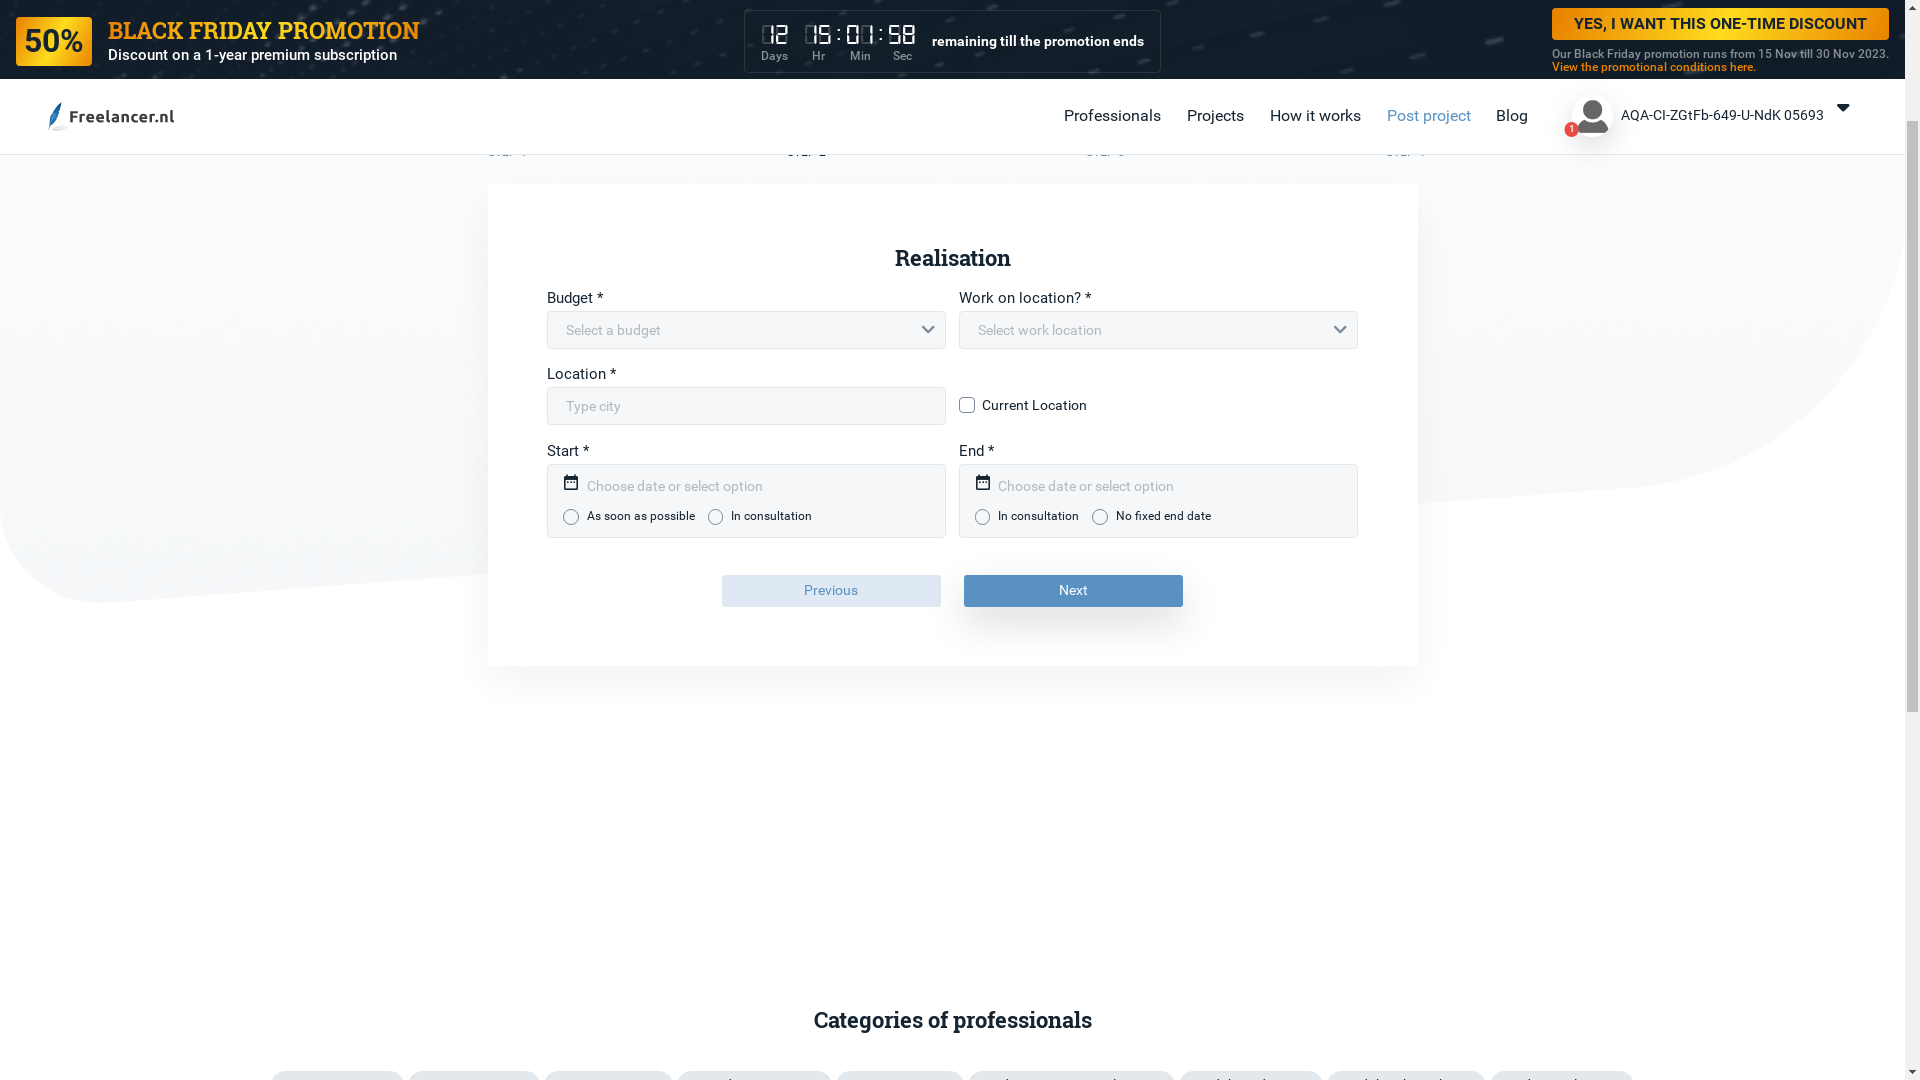 50%
BLACK FRIDAY PROMOTION
Discount on a 1-year premium subscription
12 15:01:58
Days Hr Min Sec
remaining till the promotion ends
YES, I WANT THIS ONE-TIME DISCOUNT
Our Black Friday promotion runs from 15 Nov till 30 Nov 2023.
View the promotional conditions here.
Freelancer.nl
Professionals
Projects
How it works
Post project
Blog
1
AQA-CI-ZGtFb-649-U-NdK 05693
Realisation
Budget *
Work on location? *
Select a budget
Select work location
Location *
Type city
Current Location
Start *
End *
Choose date or select option
Choose date or select option
As soon as possible
In consultation
In consultation
No fixed end date
Previous
Next
Categories of professionals